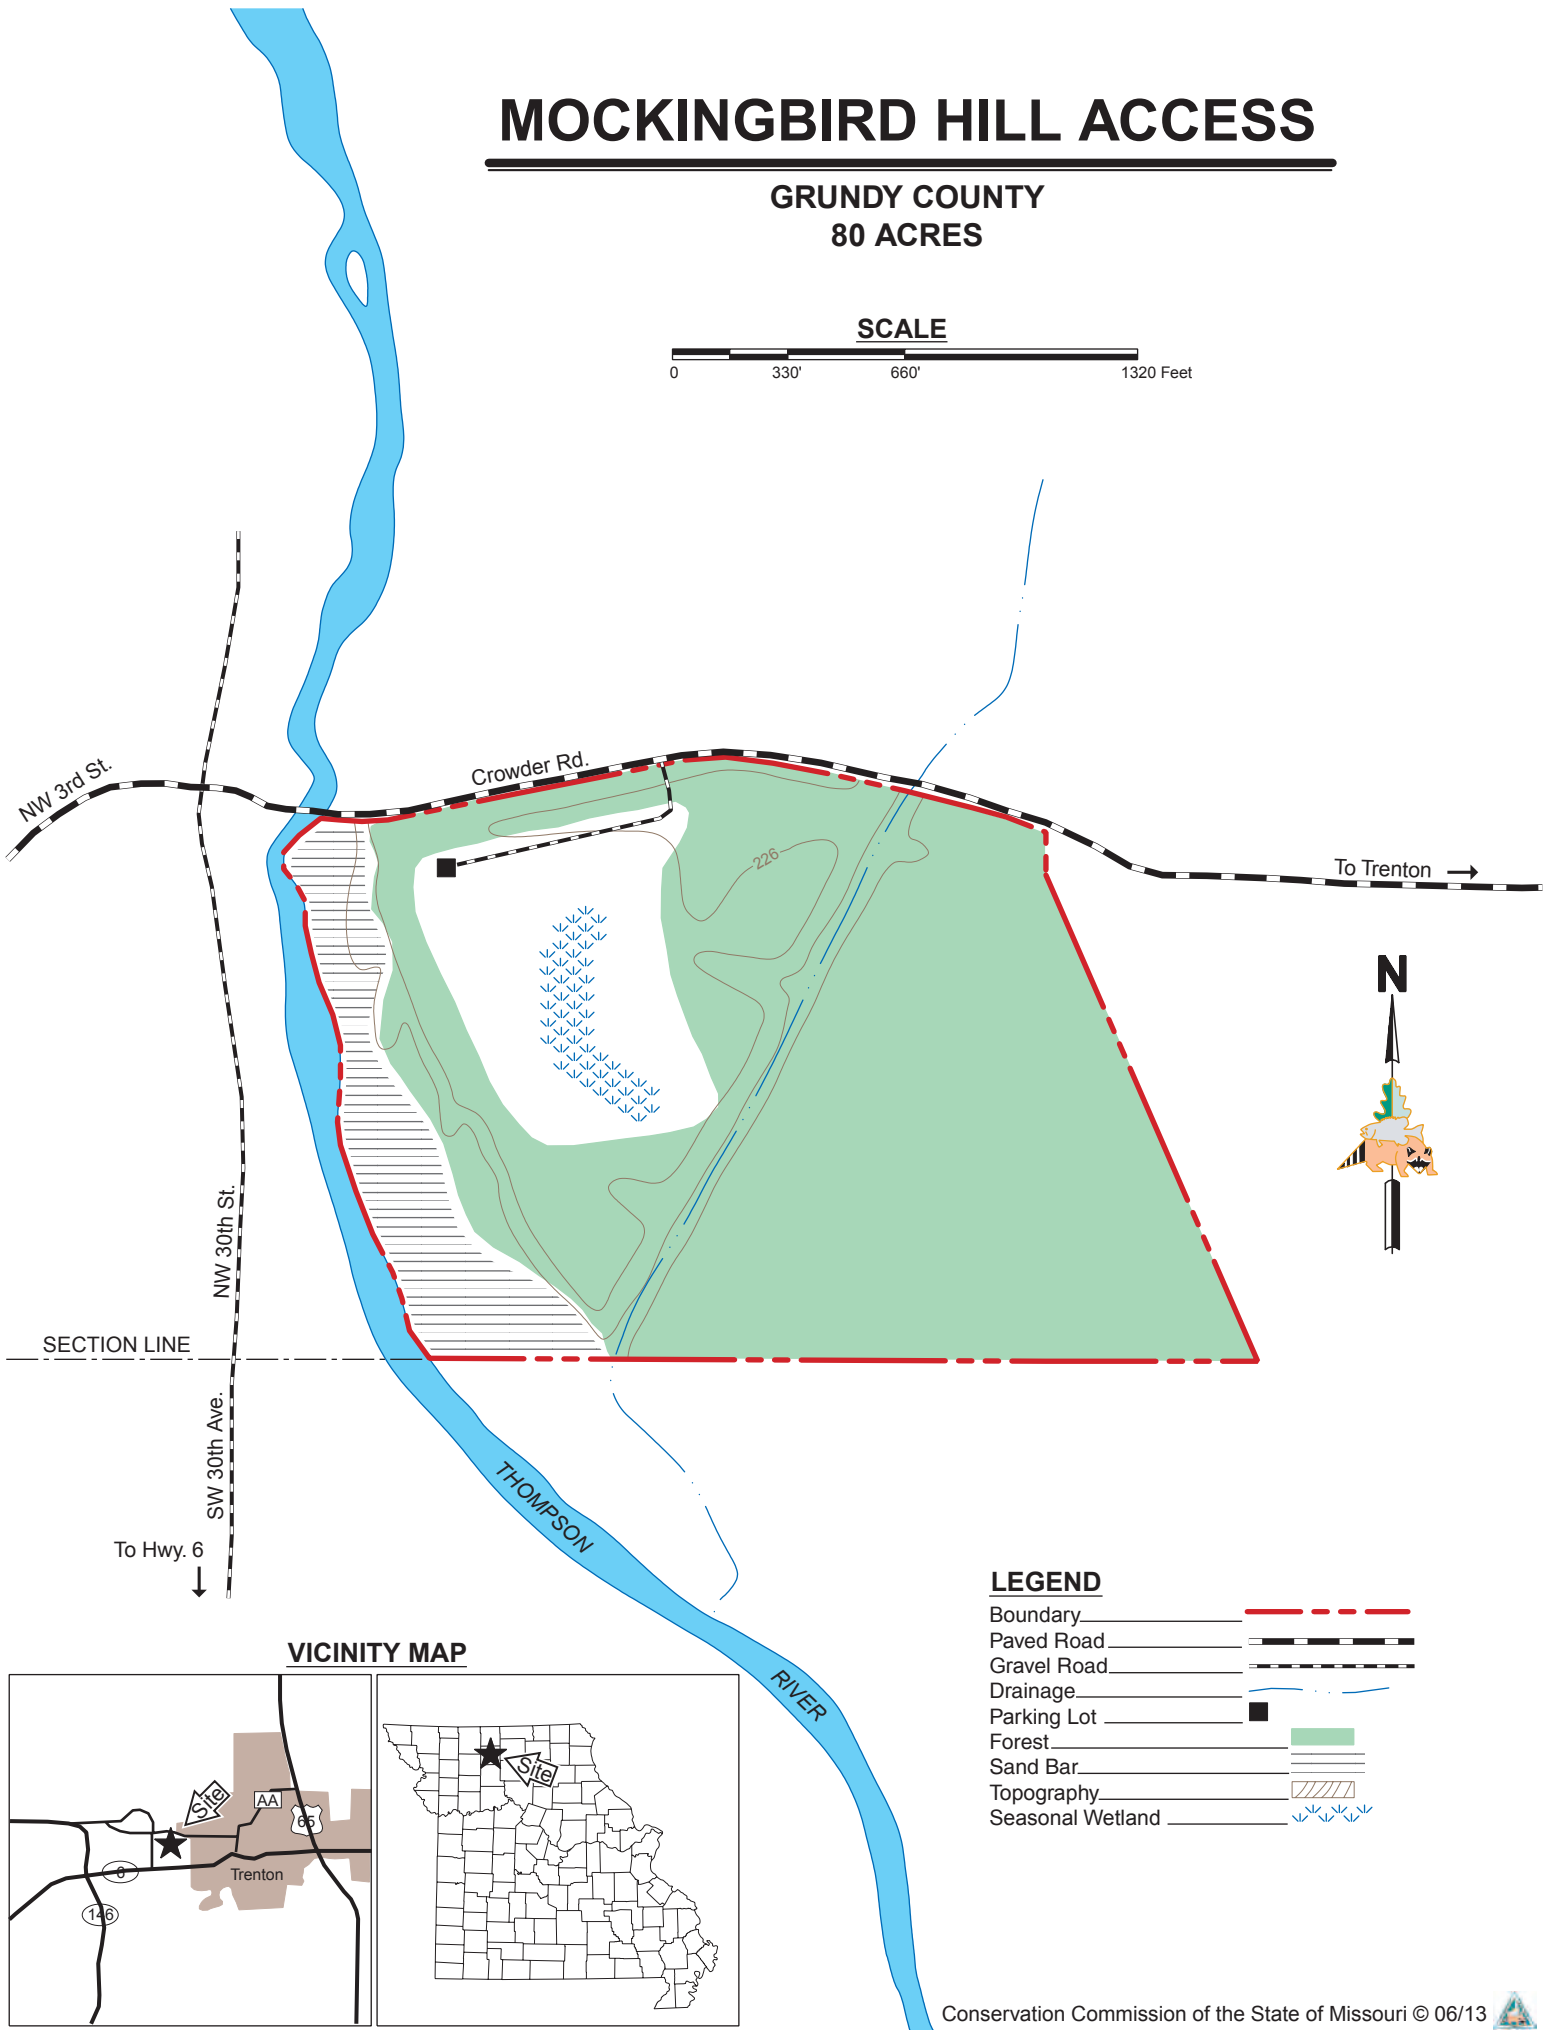 MOCKINGBIRD HILL ACCESS
GRUNDY COUNTY
80 ACRES
SCALE
0 330' 660' 1320 Feet
NW 3rd St.
Crowder Rd.
To Trenton
226
N
NW 30th St.
SECTION LINE
SW 30th Ave.
To Hwy. 6
THOMPSON
RIVER
LEGEND
Boundary
Paved Road
Gravel Road
Drainage
Parking Lot
Forest
Sand Bar
Topography
Seasonal Wetland
VICINITY MAP
Site
AA
65
6
Trenton
146
Site
Conservation Commission of the State of Missouri © 06/13